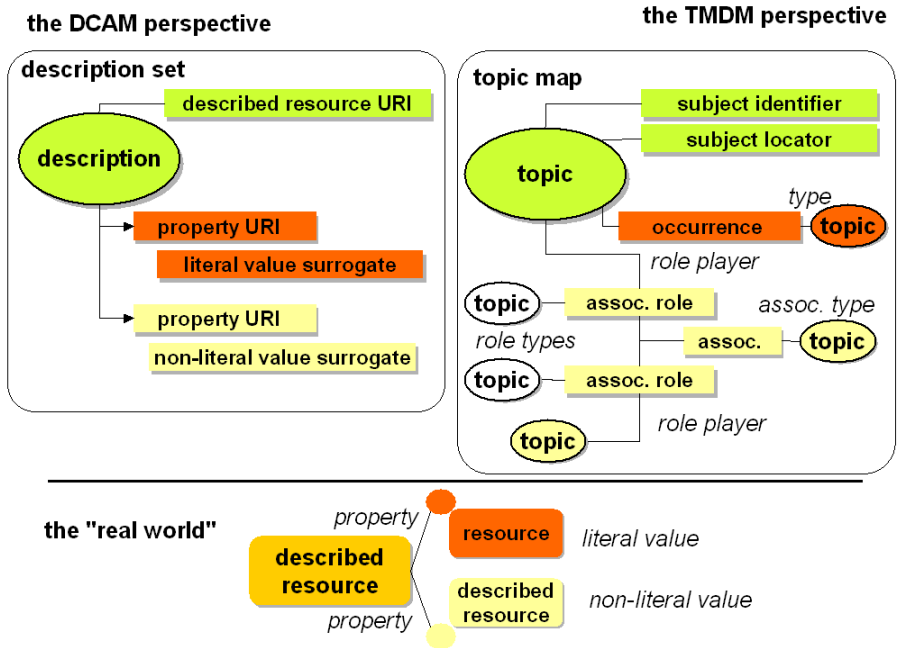 the DCAM perspective
the TMDM perspective
description set
described resource URI
description
property URI
literal value surrogate
property URI
non-literal value surrogate
topic map
subject identifier
subject locator
topic
type
occurrence
topic
role player
topic
assoc. role
assoc. type
role types
assoc.
topic
topic
assoc. role
role player
topic
the "real world"
property
resource
literal value
described
resource
described
resource
non-literal value
property